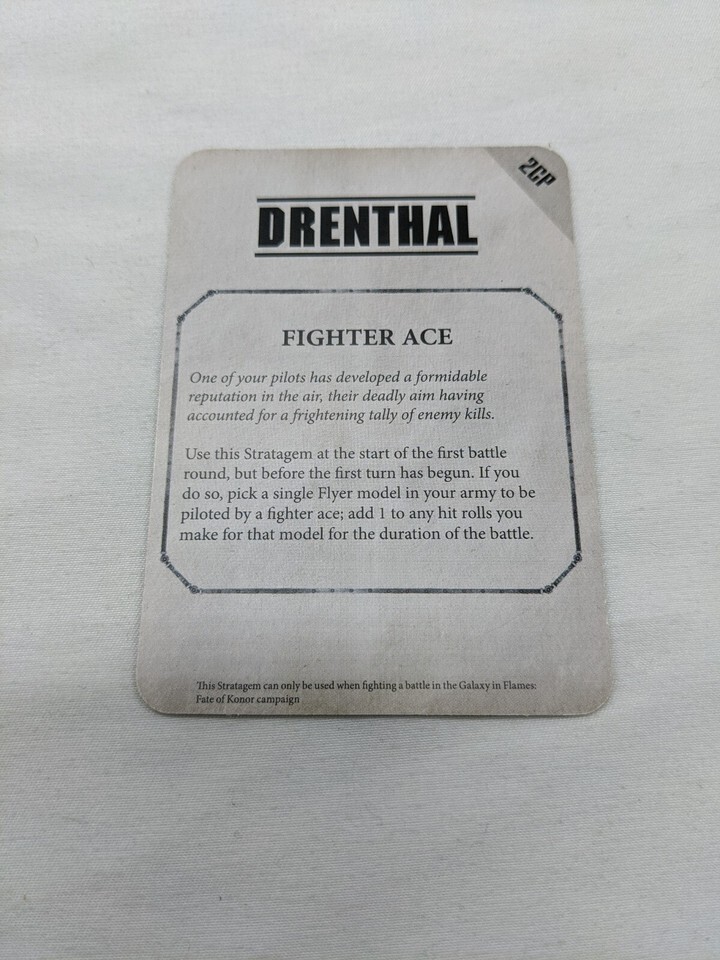 2CP
DRENTHAL
FIGHTER ACE
One of your pilots has developed a formidable
reputation in the air, their deadly aim having
accounted for a frightening tally of enemy kills.
Use this Stratagem at the start of the first battle
round, but before the first turn has begun. If you
do so, pick a single Flyer model in your army to be
piloted by a fighter ace; add 1 to any hit rolls you
make for that model for the duration of the battle.
This Stratagem can only be used when fighting a battle in the Galaxy in Flames:
Fate of Konor campaign